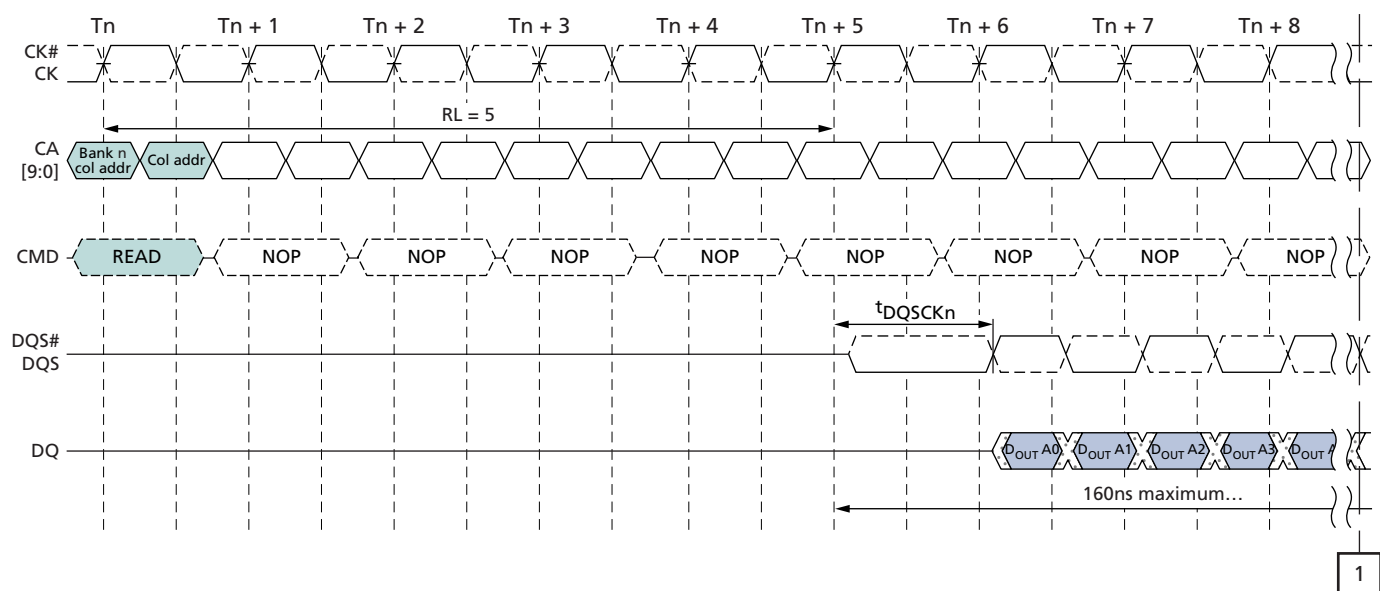 Tn Tn + 1 Tn + 2 Tn + 3 Tn + 4 Tn + 5 Tn + 6 Tn + 7 Tn + 8
CK#
CK
RL = 5
CA
[9:0]
Bank n
col addr
Col addr
CMD READ NOP NOP NOP NOP NOP NOP NOP NOP
tDQSCKn
DQS#
DQS
DQ DOUT A0 DOUT A1 DOUT A2 DOUT A3 DOUT A
160ns maximum…
1